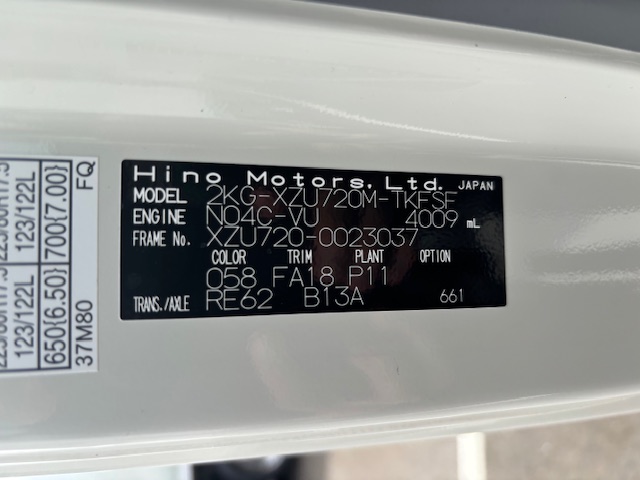 Hino Motors, Ltd. JAPAN
MODEL 2KG-XZU720M-TKFSF
ENGINE N04C-VU 4009 mL
FRAME No. XZU720-0023037
COLOR TRIM PLANT OPTION
058 FA18 P11
TRANS./AXLE RE62 B13A 661
123/122L 123/122L
650{6.50} 700{7.00}
37M80 FQ